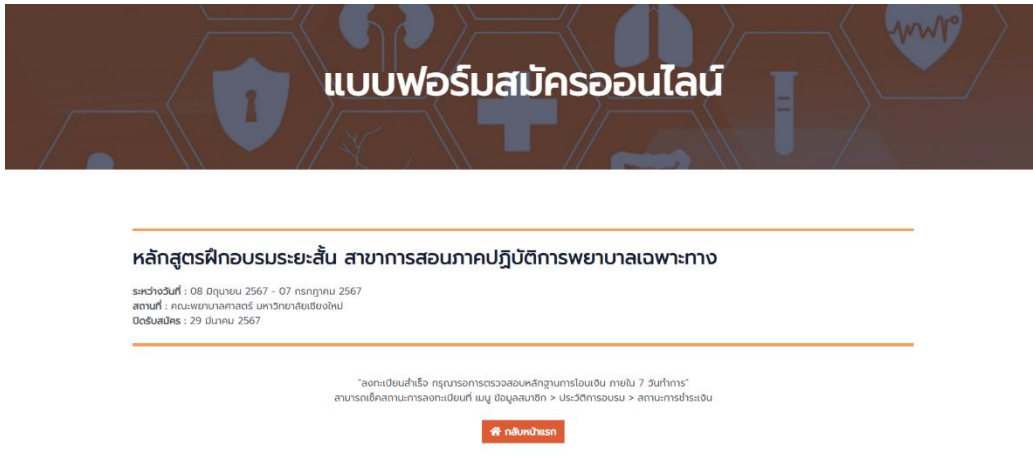 แบบฟอร์มสมัครออนไลน์
หลักสูตรฝึกอบรมระยะสั้น สาขาการสอนภาคปฏิบัติการพยาบาลเฉพาะทาง
ระหว่างวันที่ : 08 มิถุนายน 2567 - 07 กรกฎาคม 2567
สถานที่ : คณะพยาบาลศาสตร์ มหาวิทยาลัยเชียงใหม่
ปิดรับสมัคร : 29 มีนาคม 2567
"ลงทะเบียนสำเร็จ กรุณารอการตรวจสอบหลักฐานการโอนเงิน ภายใน 7 วันทำการ"
สามารถเช็คสถานะการลงทะเบียนที่ เมนู ข้อมูลสมาชิก > ประวัติการอบรม > สถานะการชำระเงิน
กลับหน้าแรก